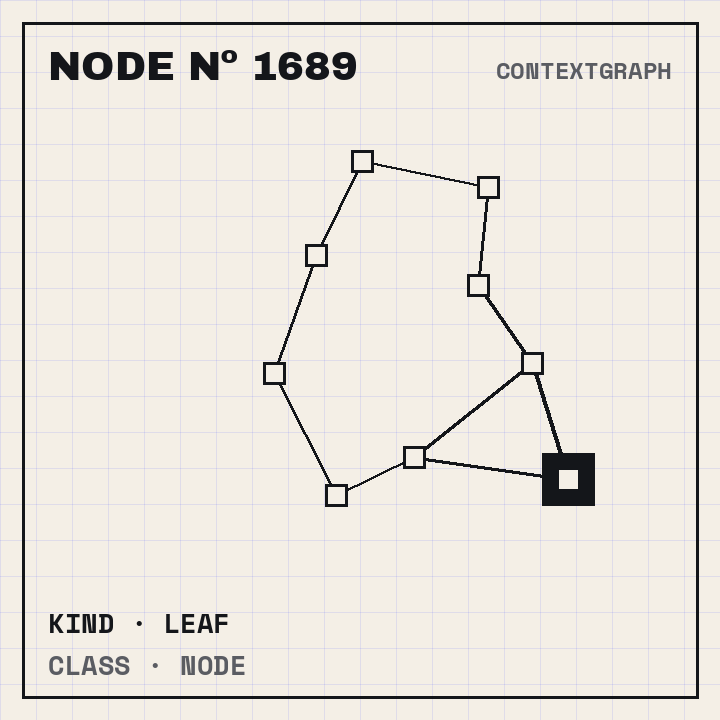 NODE Nº 1689
CONTEXTGRAPH
KIND · LEAF
CLASS · NODE